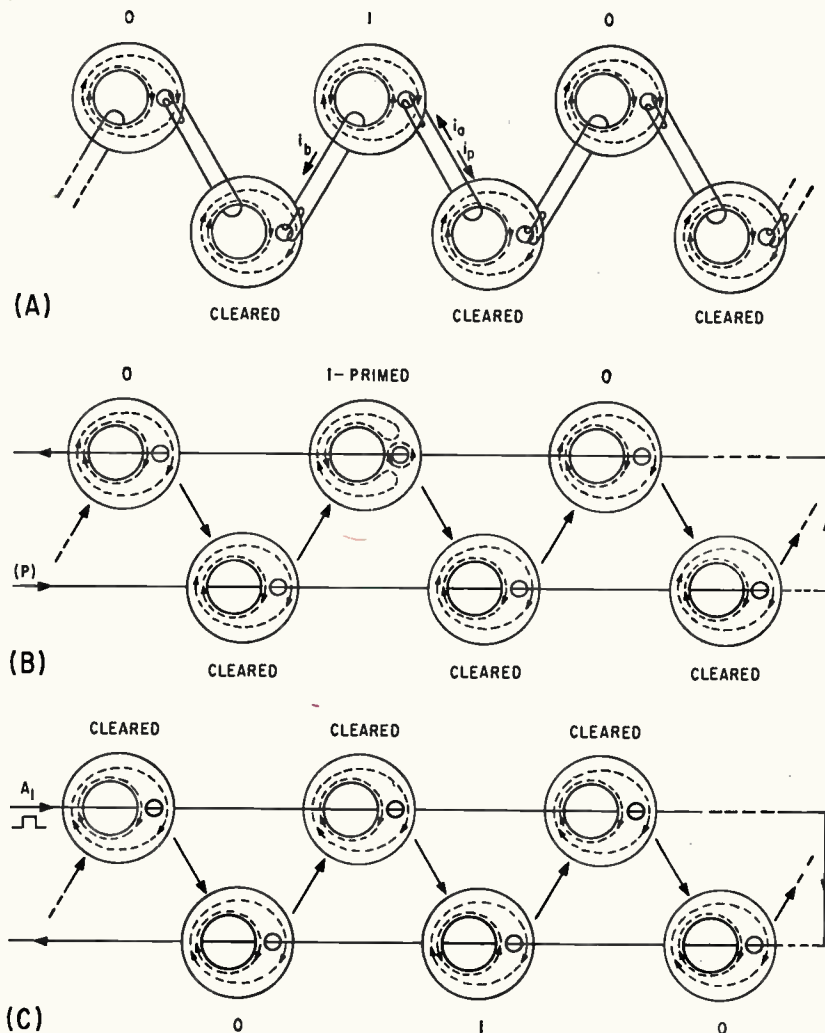 0 1 0
i_b i_a i_p
CLEARED CLEARED CLEARED
(A)
0 1-PRIMED 0
(P)
(B)
CLEARED CLEARED CLEARED
CLEARED CLEARED CLEARED
A_1
(C)
0 1 0